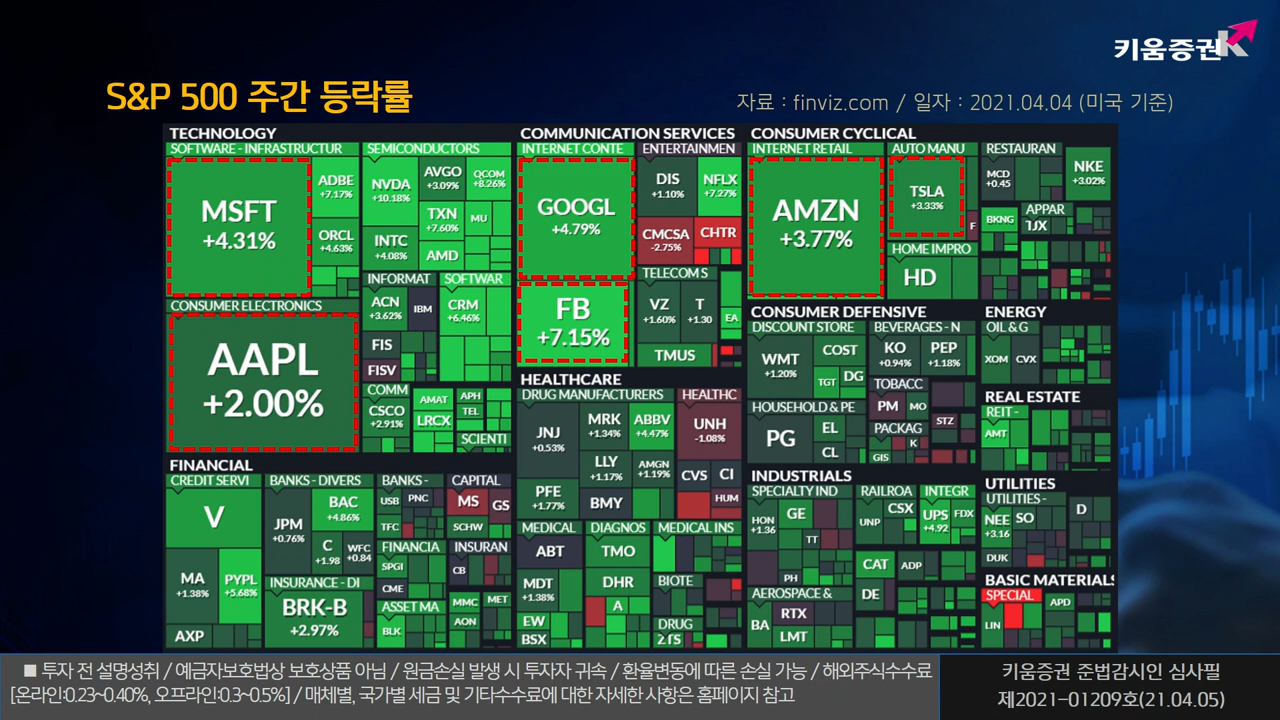 키움증권
S&P 500 주간 등락률
자료 : finviz.com / 일자 : 2021.04.04 (미국 기준)
TECHNOLOGY
SOFTWARE - INFRASTRUCTUR
MSFT
+4.31%
ADBE
+7.17%
ORCL
+4.63%
SEMICONDUCTORS
NVDA
+10.18%
AVGO
+3.09%
QCOM
+8.26%
TXN
+7.60%
MU
INTC
+4.08%
AMD
CONSUMER ELECTRONICS
AAPL
+2.00%
INFORMAT
ACN
+3.62%
IBM
FIS
FISV
SOFTWAR
CRM
+6.46%
COMM
CSCO
+2.91%
AMAT
LRCX
APH
TEL
SCIENTI
COMMUNICATION SERVICES
INTERNET CONTE
GOOGL
+4.79%
FB
+7.15%
ENTERTAINMEN
DIS
+1.10%
NFLX
+7.27%
CMCSA
-2.75%
CHTR
TELECOM S
VZ
+1.60%
T
+1.30
EA
TMUS
CONSUMER CYCLICAL
INTERNET RETAIL
AMZN
+3.77%
AUTO MANU
TSLA
+3.33%
F
HOME IMPRO
HD
RESTAURAN
MCD
+0.45
NKE
+3.02%
BKNG
APPAR
TJX
FINANCIAL
CREDIT SERVI
V
MA
+1.38%
PYPL
+5.68%
AXP
BANKS - DIVERS
JPM
+0.76%
BAC
+4.86%
C
+1.98
WFC
+0.84
INSURANCE - DI
BRK-B
+2.97%
BANKS -
USB
PNC
TFC
CAPITAL
MS
GS
SCHW
FINANCIA
SPGI
CME
INSURAN
CB
ASSET MA
BLK
MMC
MET
AON
HEALTHCARE
DRUG MANUFACTURERS
JNJ
+0.53%
MRK
+1.34%
ABBV
+4.47%
LLY
+1.17%
AMGN
+1.19%
PFE
+1.77%
BMY
HEALTHC
UNH
-1.08%
CVS
CI
HUM
MEDICAL
ABT
MDT
+1.38%
EW
BSX
DIAGNOS
TMO
DHR
A
MEDICAL INS
BIOTE
DRUG
ZTS
CONSUMER DEFENSIVE
DISCOUNT STORE
WMT
+1.20%
COST
TGT
DG
BEVERAGES - N
KO
+0.94%
PEP
+1.18%
HOUSEHOLD & PE
PG
EL
CL
TOBACC
PM
MO
PACKAG
K
GIS
STZ
ENERGY
OIL & G
XOM
CVX
REAL ESTATE
REIT -
AMT
INDUSTRIALS
SPECIALTY IND
HON
+1.36
GE
TT
PH
RAILROA
UNP
CSX
INTEGR
UPS
+4.92
FDX
CAT
ADP
DE
AEROSPACE &
BA
RTX
LMT
UTILITIES
UTILITIES -
NEE
+3.16
SO
D
DUK
BASIC MATERIALS
SPECIAL
LIN
APD
■ 투자 전 설명성취 / 예금자보호법상 보호상품 아님 / 원금손실 발생 시 투자자 귀속 / 환율변동에 따른 손실 가능 / 해외주식수수료
[온라인:0.23~0.40%, 오프라인:0.3~0.5%] / 매체별, 국가별 세금 및 기타수수료에 대한 자세한 사항은 홈페이지 참고
키움증권 준법감시인 심사필
제2021-01209호(21.04.05)